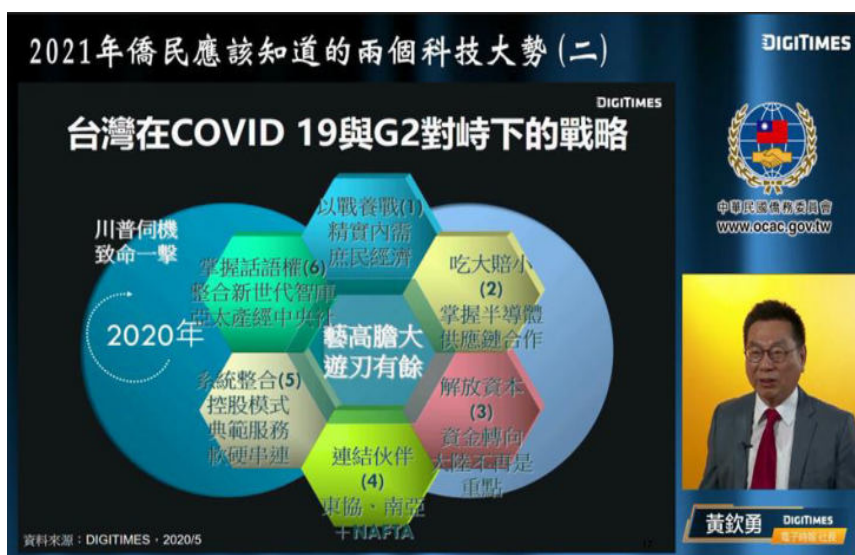 2021年僑民應該知道的兩個科技大勢(二)
DIGITIMES
DIGITIMES
台灣在COVID 19與G2對峙下的戰略
川普伺機
致命一擊
2020年
以戰養戰(1)
精實內需
庶民經濟
吃大賠小
(2)
掌握半導體
供應鏈合作
解放資本
(3)
資金轉向
大陸不再是
重點
連結伙伴
(4)
東協、南亞
＋NAFTA
系統整合(5)
控股模式
典範服務
軟硬串連
掌握話語權(6)
整合新世代智庫
亞太產經中央社
藝高膽大
遊刃有餘
資料來源：DIGITIMES，2020/5
17
中華民國僑務委員會
www.ocac.gov.tw
黃欽勇
DIGITIMES
電子時報 社長